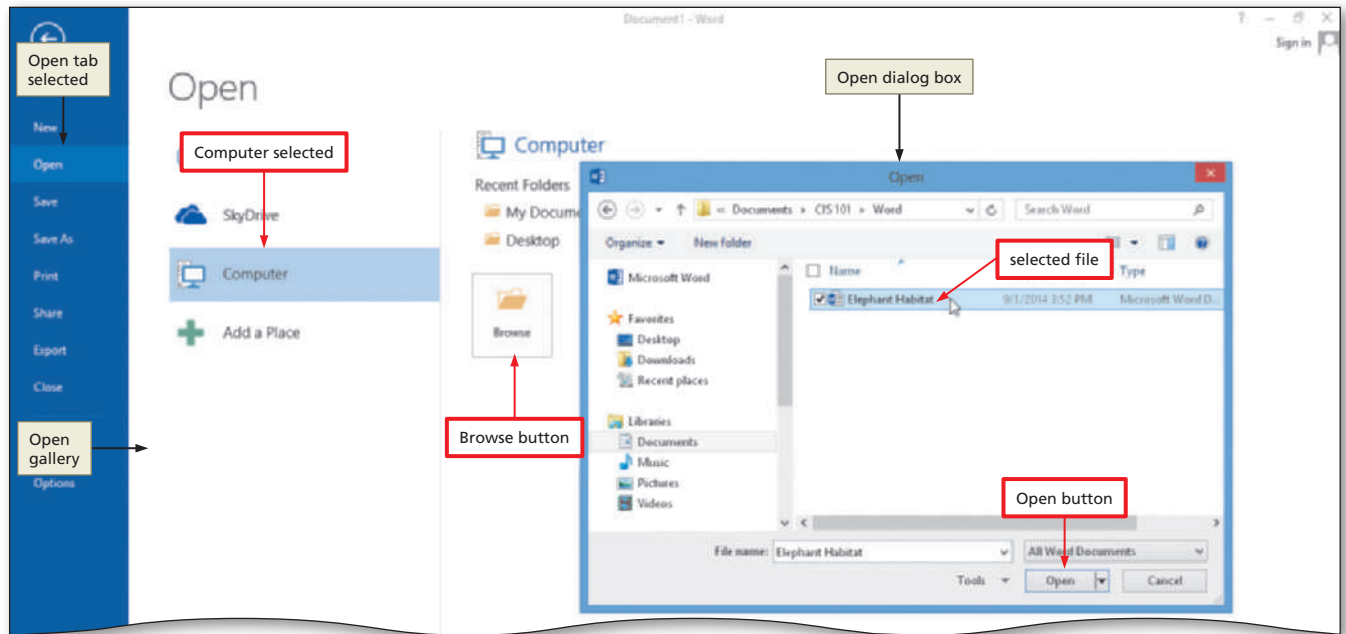 Document1 - Word
?
Sign in
Open tab
selected
Open
New
Open
Save
Save As
Print
Share
Export
Close
Open
gallery
Options
Computer selected
SkyDrive
Computer
Add a Place
Computer
Recent Folders
My Docume
Desktop
Browse
Browse button
Open dialog box
Open
« Documents ▸ CIS 101 ▸ Word
Search Word
Organize
New folder
Microsoft Word
Favorites
Desktop
Downloads
Recent places
Libraries
Documents
Music
Pictures
Videos
Name
Type
selected file
Elephant Habitat
9/1/2014 3:52 PM
Microsoft Word D...
Open button
File name: Elephant Habitat
All Word Documents
Tools
Open
Cancel